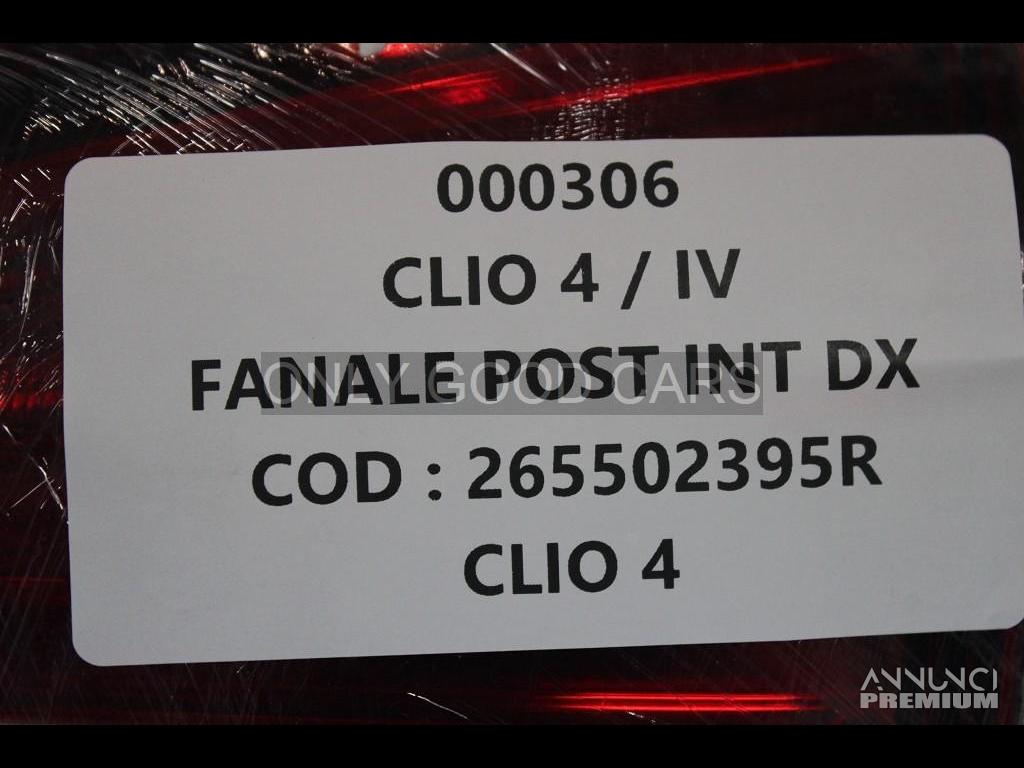 000306
CLIO 4 / IV
FANALE POST INT DX
ONLY GOOD CARS
COD : 265502395R
CLIO 4
ANNUNCI
PREMIUM